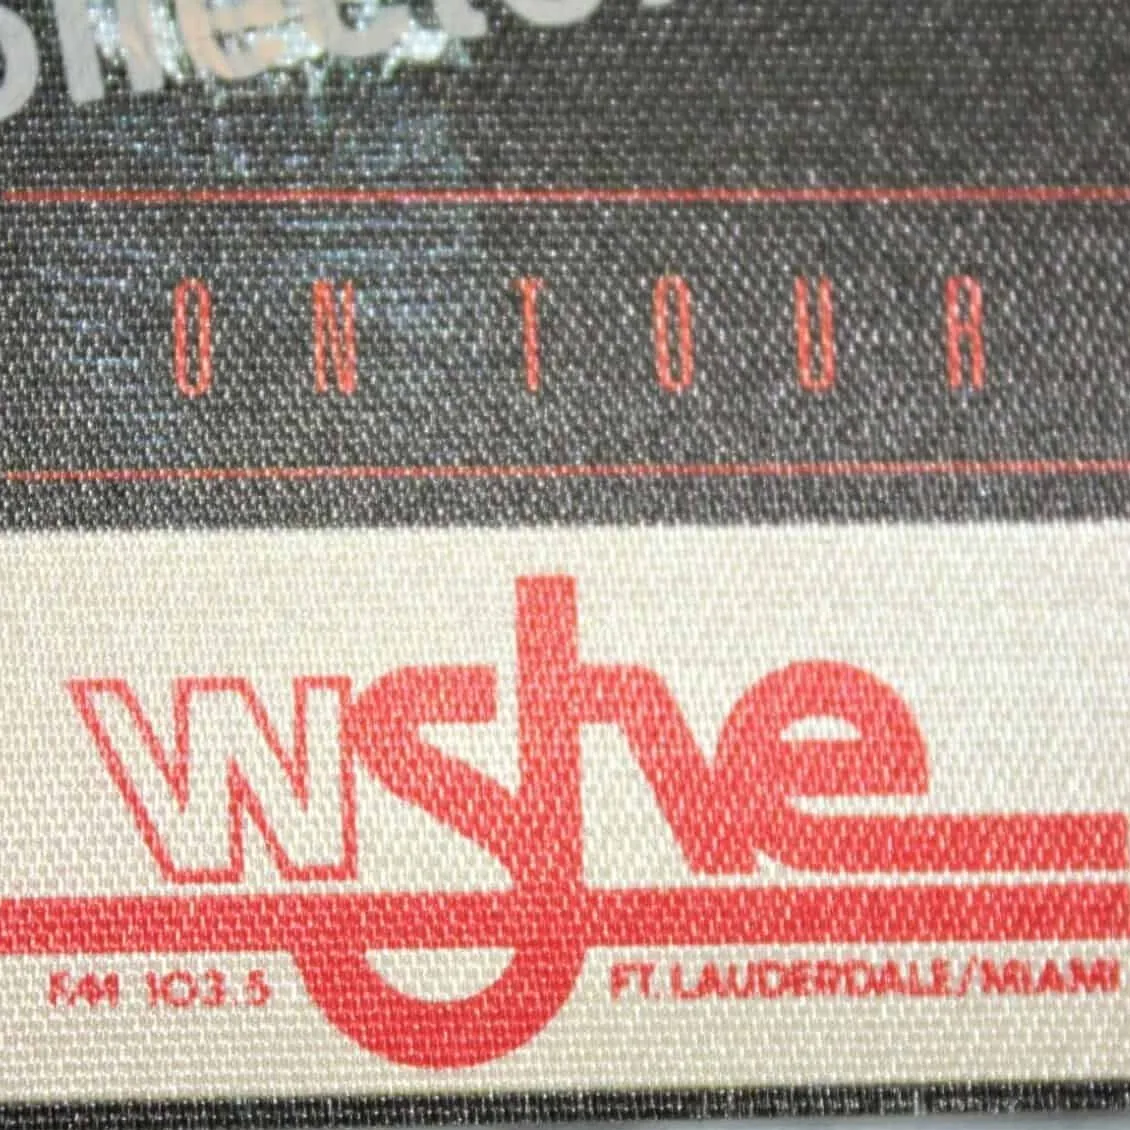 ON TOUR
wshe
FM 103.5 FT. LAUDERDALE/MIAMI